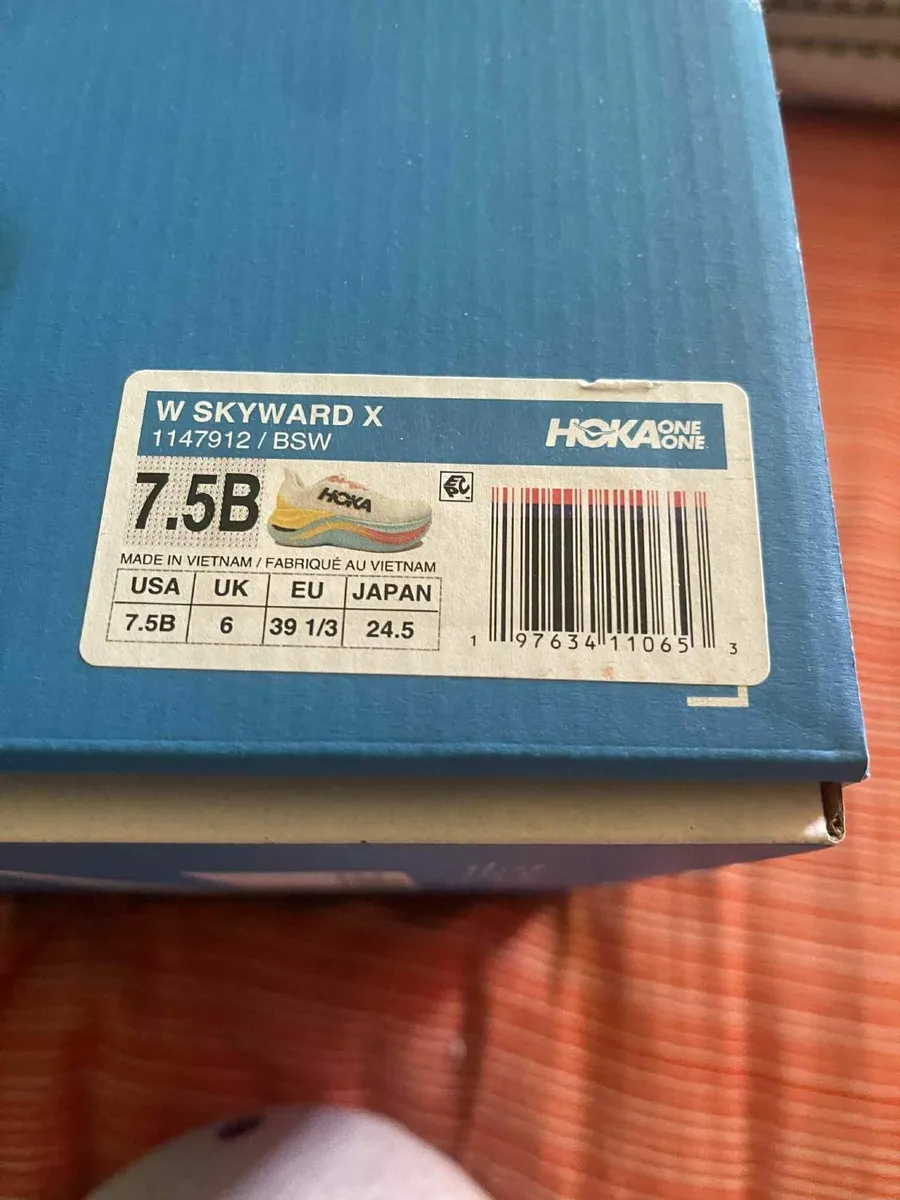 W SKYWARD X
1147912 / BSW
HOKA ONE ONE
7.5B
HOKA
MADE IN VIETNAM / FABRIQUÉ AU VIETNAM
USA UK EU JAPAN
7.5B 6 39 1/3 24.5
1 97634 11065 3